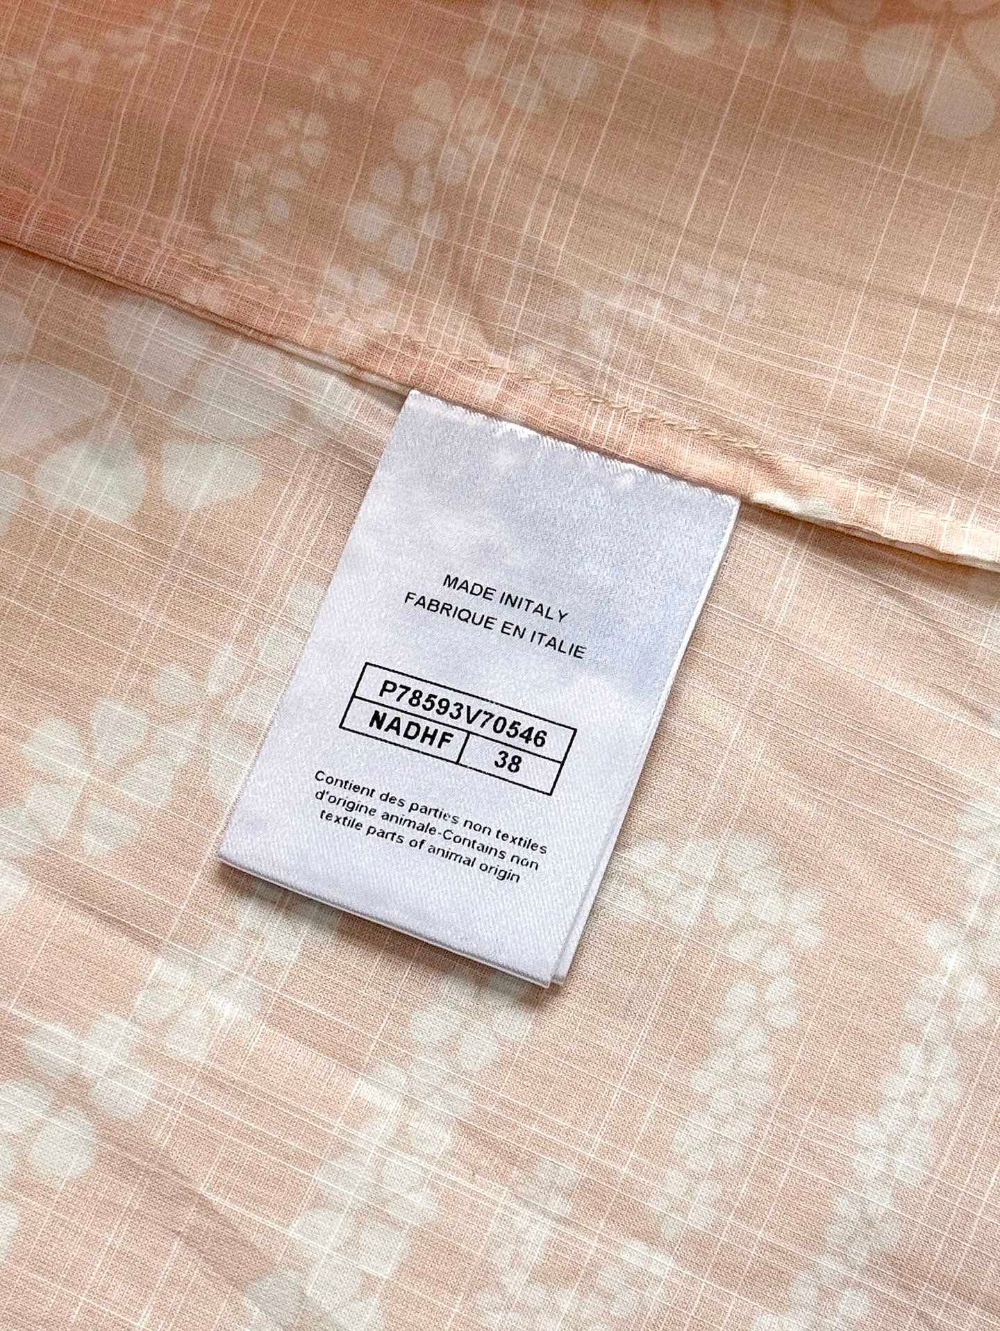 MADE INITALY
FABRIQUE EN ITALIE
P78593V70546
NADHF 38
Contient des parties non textiles
d'origine animale-Contains non
textile parts of animal origin